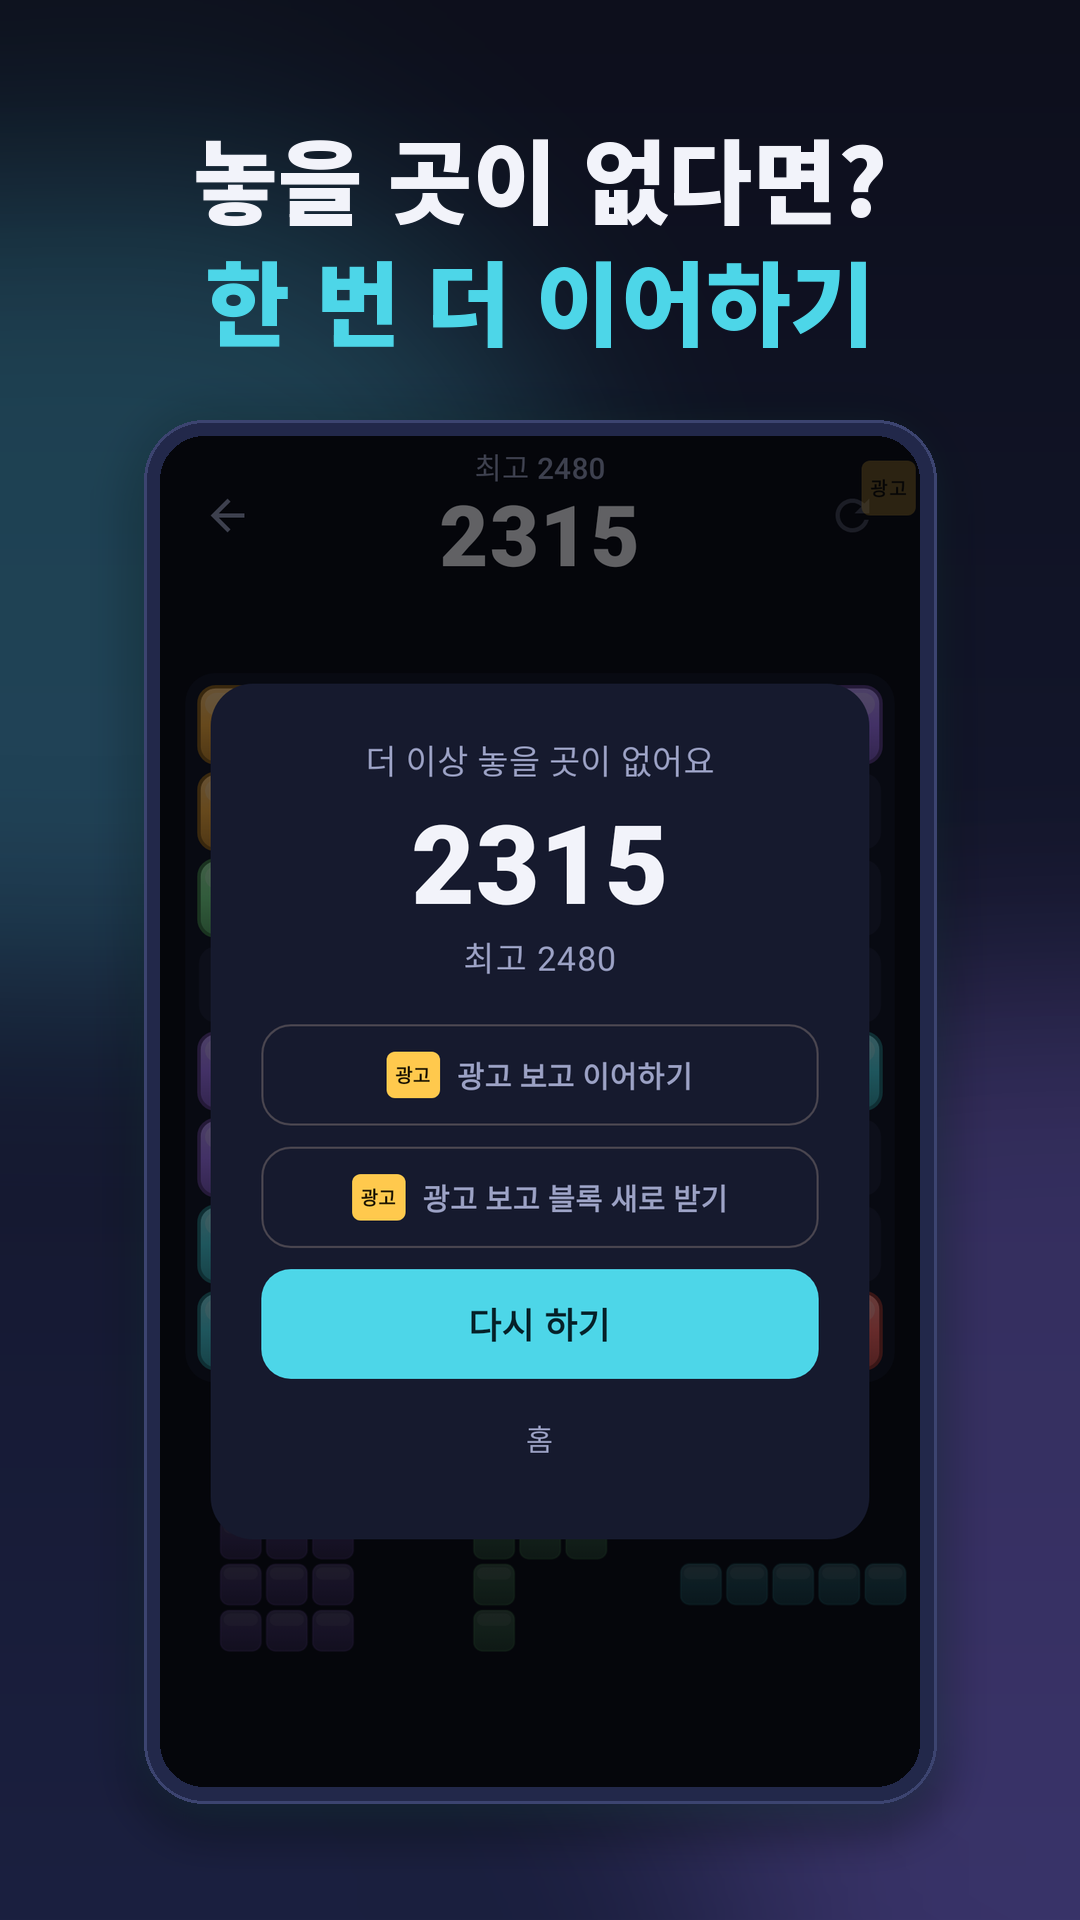 놓을 곳이 없다면?
한 번 더 이어하기
최고 2480
광고
2315
더 이상 놓을 곳이 없어요
2315
최고 2480
광고 광고 보고 이어하기
광고 광고 보고 블록 새로 받기
다시 하기
홈